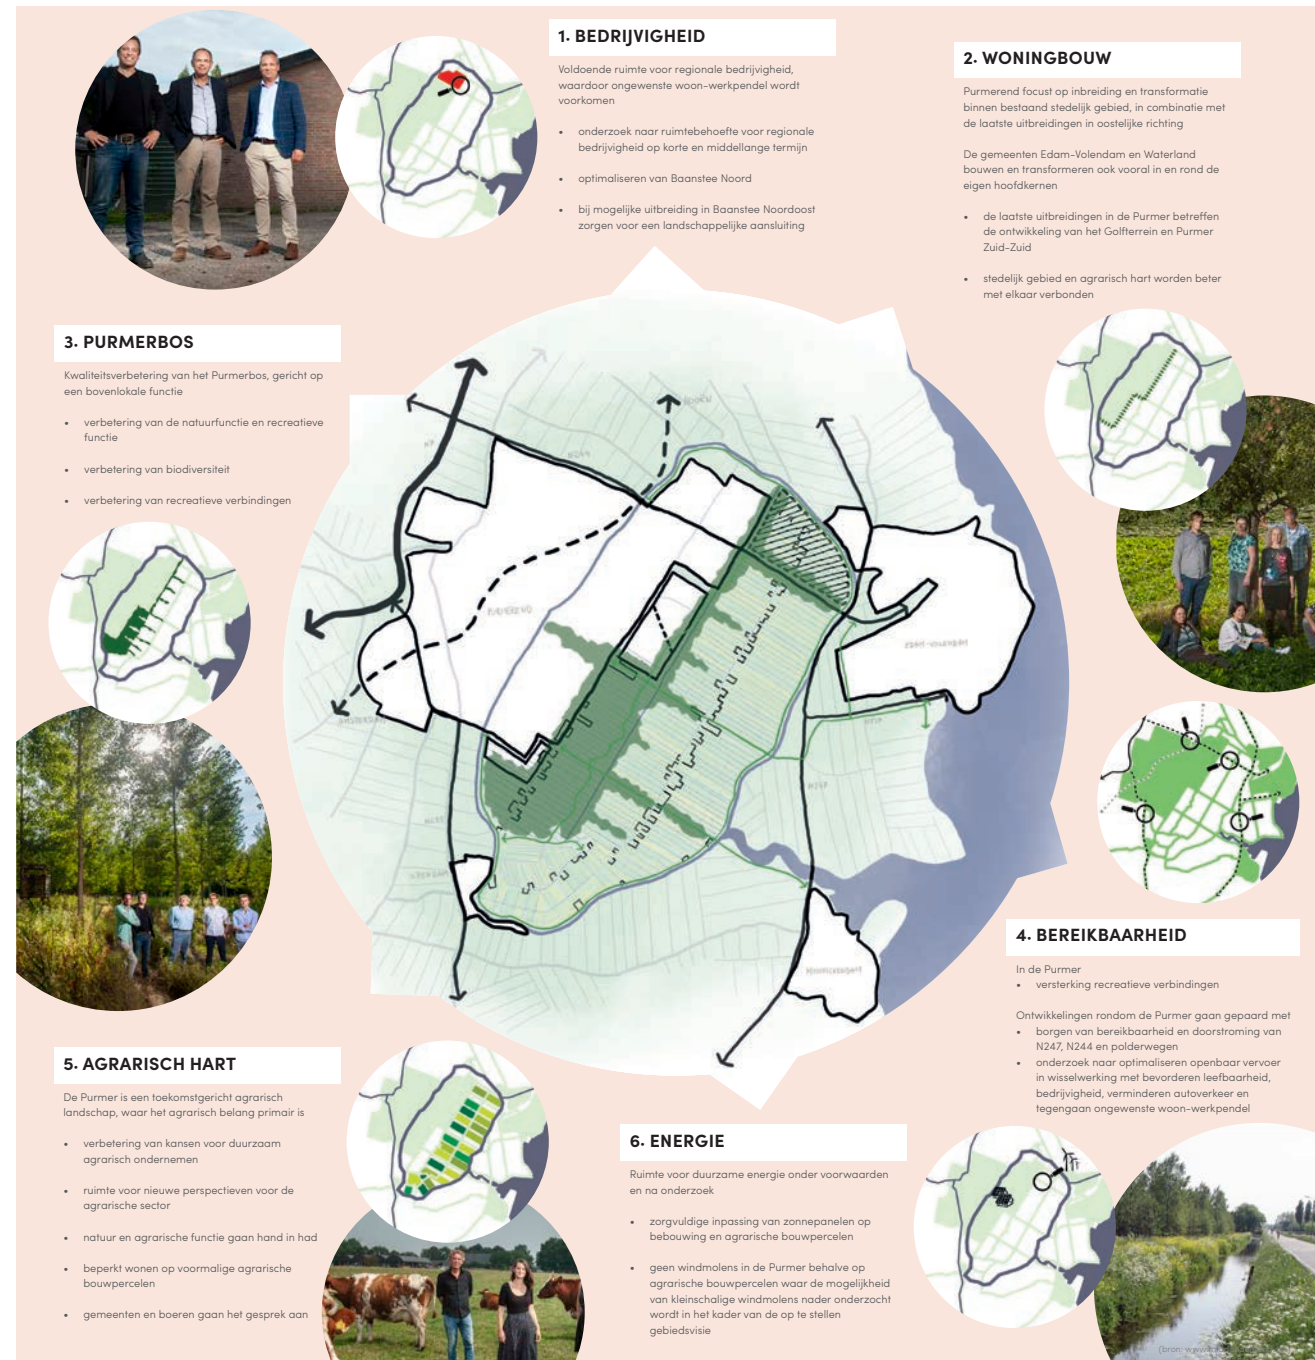 1. BEDRIJVIGHEID
Voldoende ruimte voor regionale bedrijvigheid,
waardoor ongewenste woon-werkpendel wordt
voorkomen
• onderzoek naar ruimtebehoefte voor regionale
bedrijvigheid op korte en middellange termijn
• optimaliseren van Baanstee Noord
• bij mogelijke uitbreiding in Baanstee Noordoost
zorgen voor een landschappelijke aansluiting
2. WONINGBOUW
Purmerend focust op inbreiding en transformatie
binnen bestaand stedelijk gebied, in combinatie met
de laatste uitbreidingen in oostelijke richting
De gemeenten Edam-Volendam en Waterland
bouwen en transformeren ook vooral in en rond de
eigen hoofdkernen
• de laatste uitbreidingen in de Purmer betreffen
de ontwikkeling van het Golfterrein en Purmer
Zuid-Zuid
• stedelijk gebied en agrarisch hart worden beter
met elkaar verbonden
3. PURMERBOS
Kwaliteitsverbetering van het Purmerbos, gericht op
een bovenlokale functie
• verbetering van de natuurfunctie en recreatieve
functie
• verbetering van biodiversiteit
• verbetering van recreatieve verbindingen
HOORN
N244
PURMEREND
EDAM-VOLENDAM
AMSTERDAM
N247
N247
N235
MONNICKENDAM
4. BEREIKBAARHEID
In de Purmer
• versterking recreatieve verbindingen
Ontwikkelingen rondom de Purmer gaan gepaard met
• borgen van bereikbaarheid en doorstroming van
N247, N244 en polderwegen
• onderzoek naar optimaliseren openbaar vervoer
in wisselwerking met bevorderen leefbaarheid,
bedrijvigheid, verminderen autoverkeer en
tegengaan ongewenste woon-werkpendel
5. AGRARISCH HART
De Purmer is een toekomstgericht agrarisch
landschap, waar het agrarisch belang primair is
• verbetering van kansen voor duurzaam
agrarisch ondernemen
• ruimte voor nieuwe perspectieven voor de
agrarische sector
• natuur en agrarische functie gaan hand in had
• beperkt wonen op voormalige agrarische
bouwpercelen
• gemeenten en boeren gaan het gesprek aan
6. ENERGIE
Ruimte voor duurzame energie onder voorwaarden
en na onderzoek
• zorgvuldige inpassing van zonnepanelen op
bebouwing en agrarische bouwpercelen
• geen windmolens in de Purmer behalve op
agrarische bouwpercelen waar de mogelijkheid
van kleinschalige windmolens nader onderzocht
wordt in het kader van de op te stellen
gebiedsvisie
(bron: